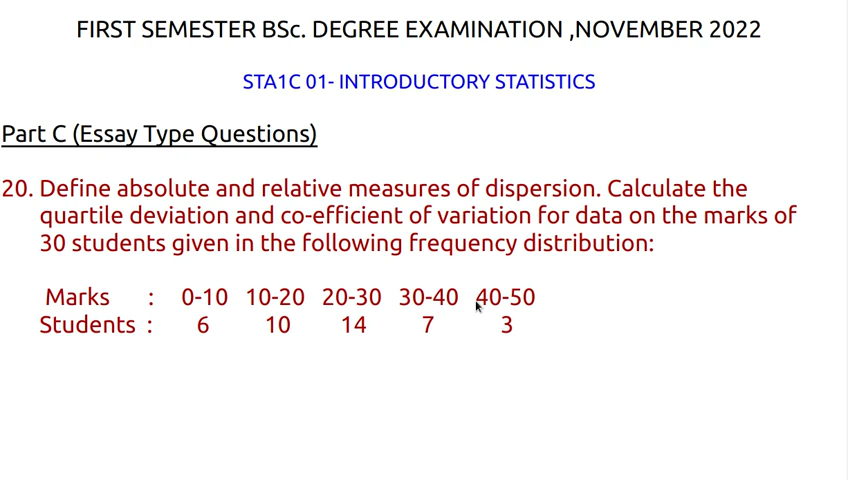 FIRST SEMESTER BSc. DEGREE EXAMINATION ,NOVEMBER 2022
STA1C 01- INTRODUCTORY STATISTICS
Part C (Essay Type Questions)
20. Define absolute and relative measures of dispersion. Calculate the
quartile deviation and co-efficient of variation for data on the marks of
30 students given in the following frequency distribution:
Marks : 0-10 10-20 20-30 30-40 40-50
Students : 6 10 14 7 3